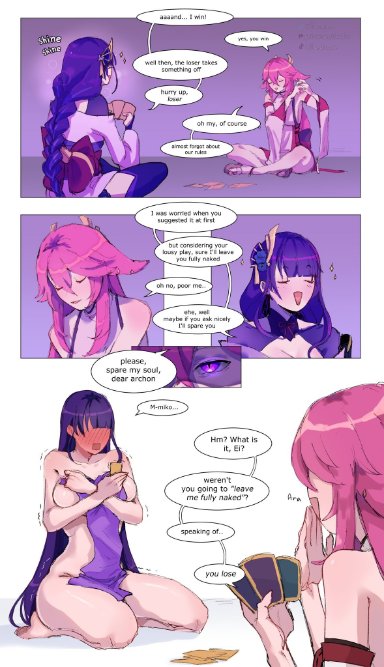 aaaand... I win!
yes, you win
Shine
Shine
well then, the loser takes
something off
hurry up,
loser
oh my, of course
almost forgot about
our rules
I was worried when you
suggested it at first
but considering your
lousy play, sure I'll leave
you fully naked
oh no, poor me..
ehe, well
maybe if you ask nicely
I'll spare you
please,
spare my soul,
dear archon
M-miko...
Hm? What is
it, Ei?
weren't
you going to "leave
me fully naked"?
Ara
speaking of..
you lose